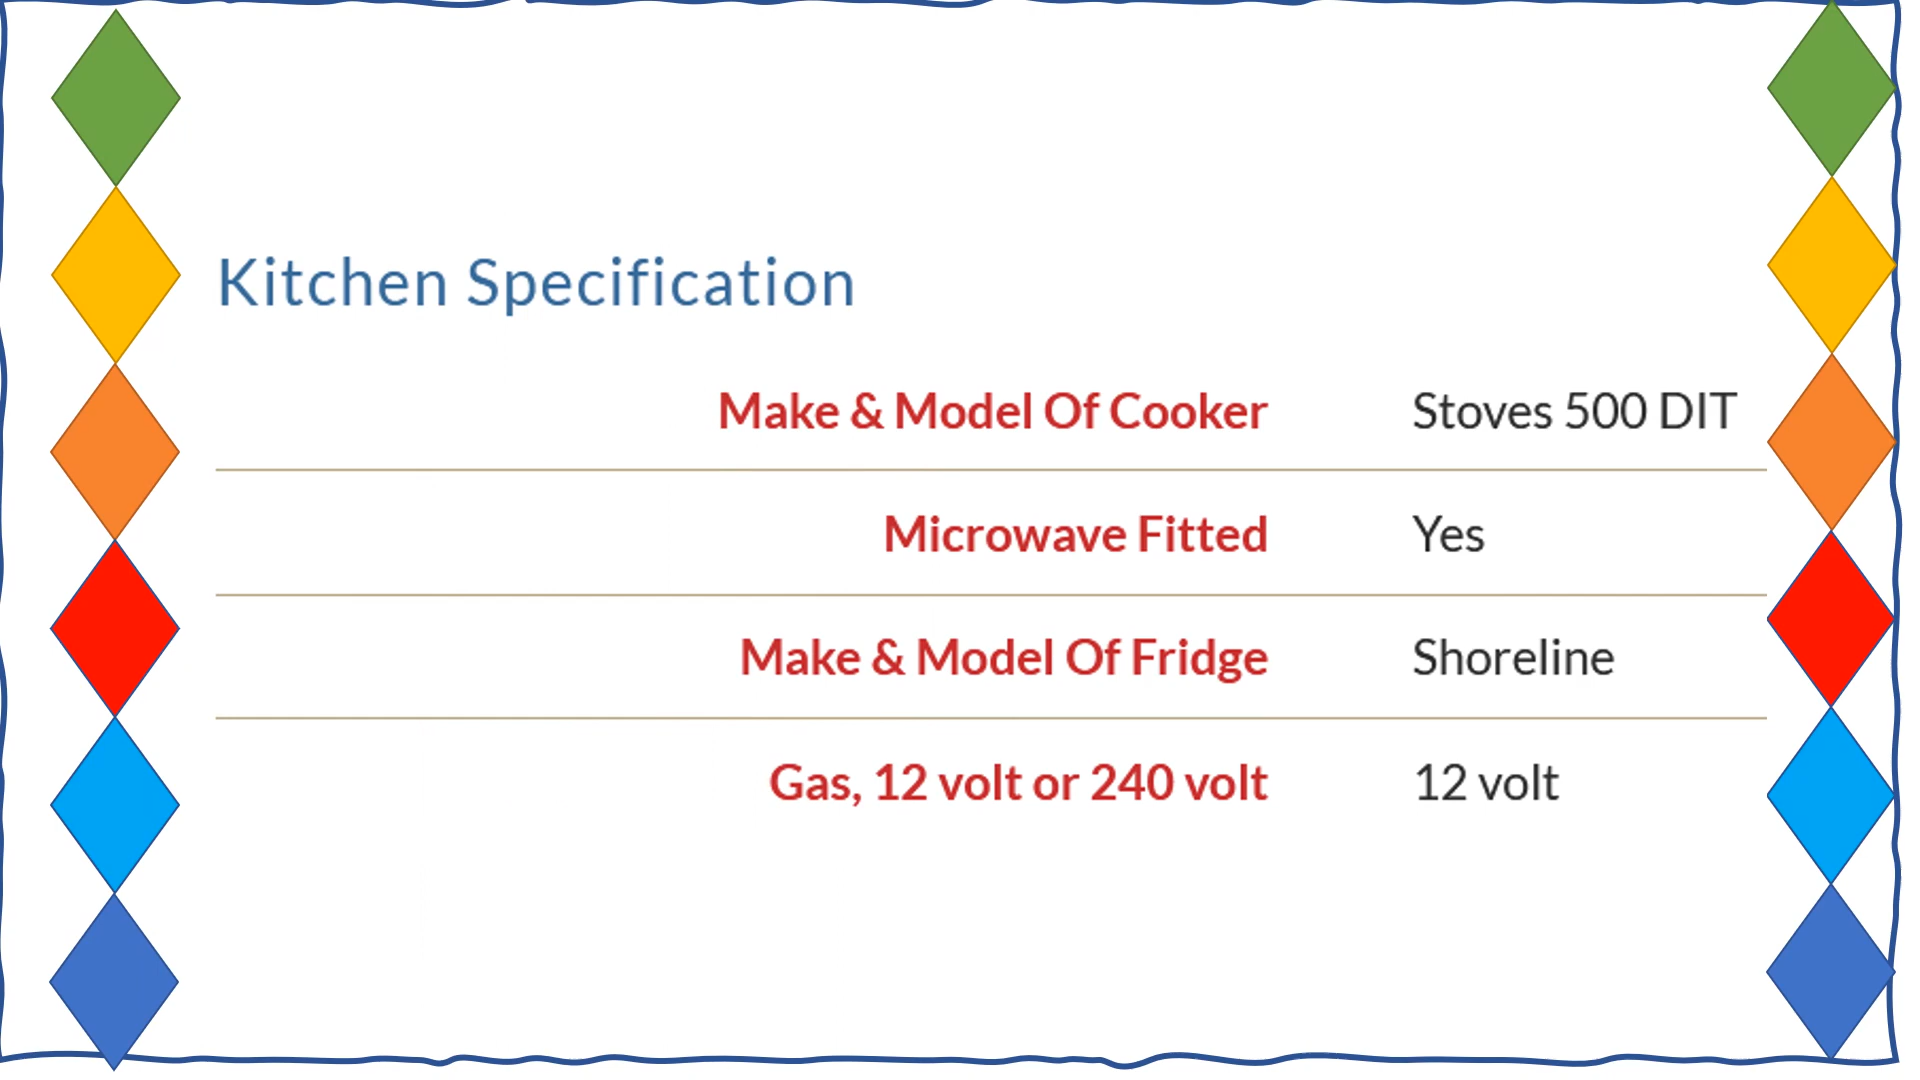 Kitchen Specification
Make & Model Of Cooker Stoves 500 DIT
Microwave Fitted Yes
Make & Model Of Fridge Shoreline
Gas, 12 volt or 240 volt 12 volt